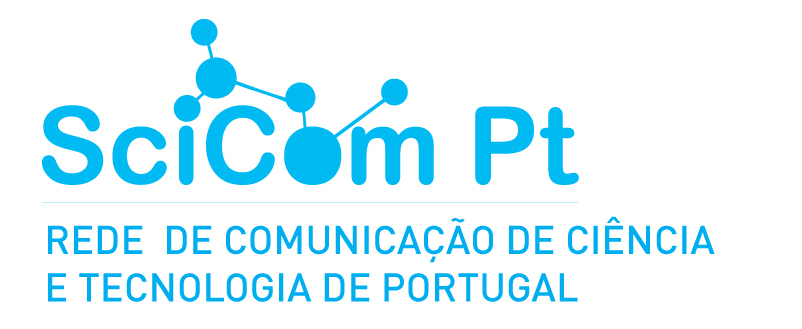 SciCom Pt
REDE DE COMUNICAÇÃO DE CIÊNCIA
E TECNOLOGIA DE PORTUGAL